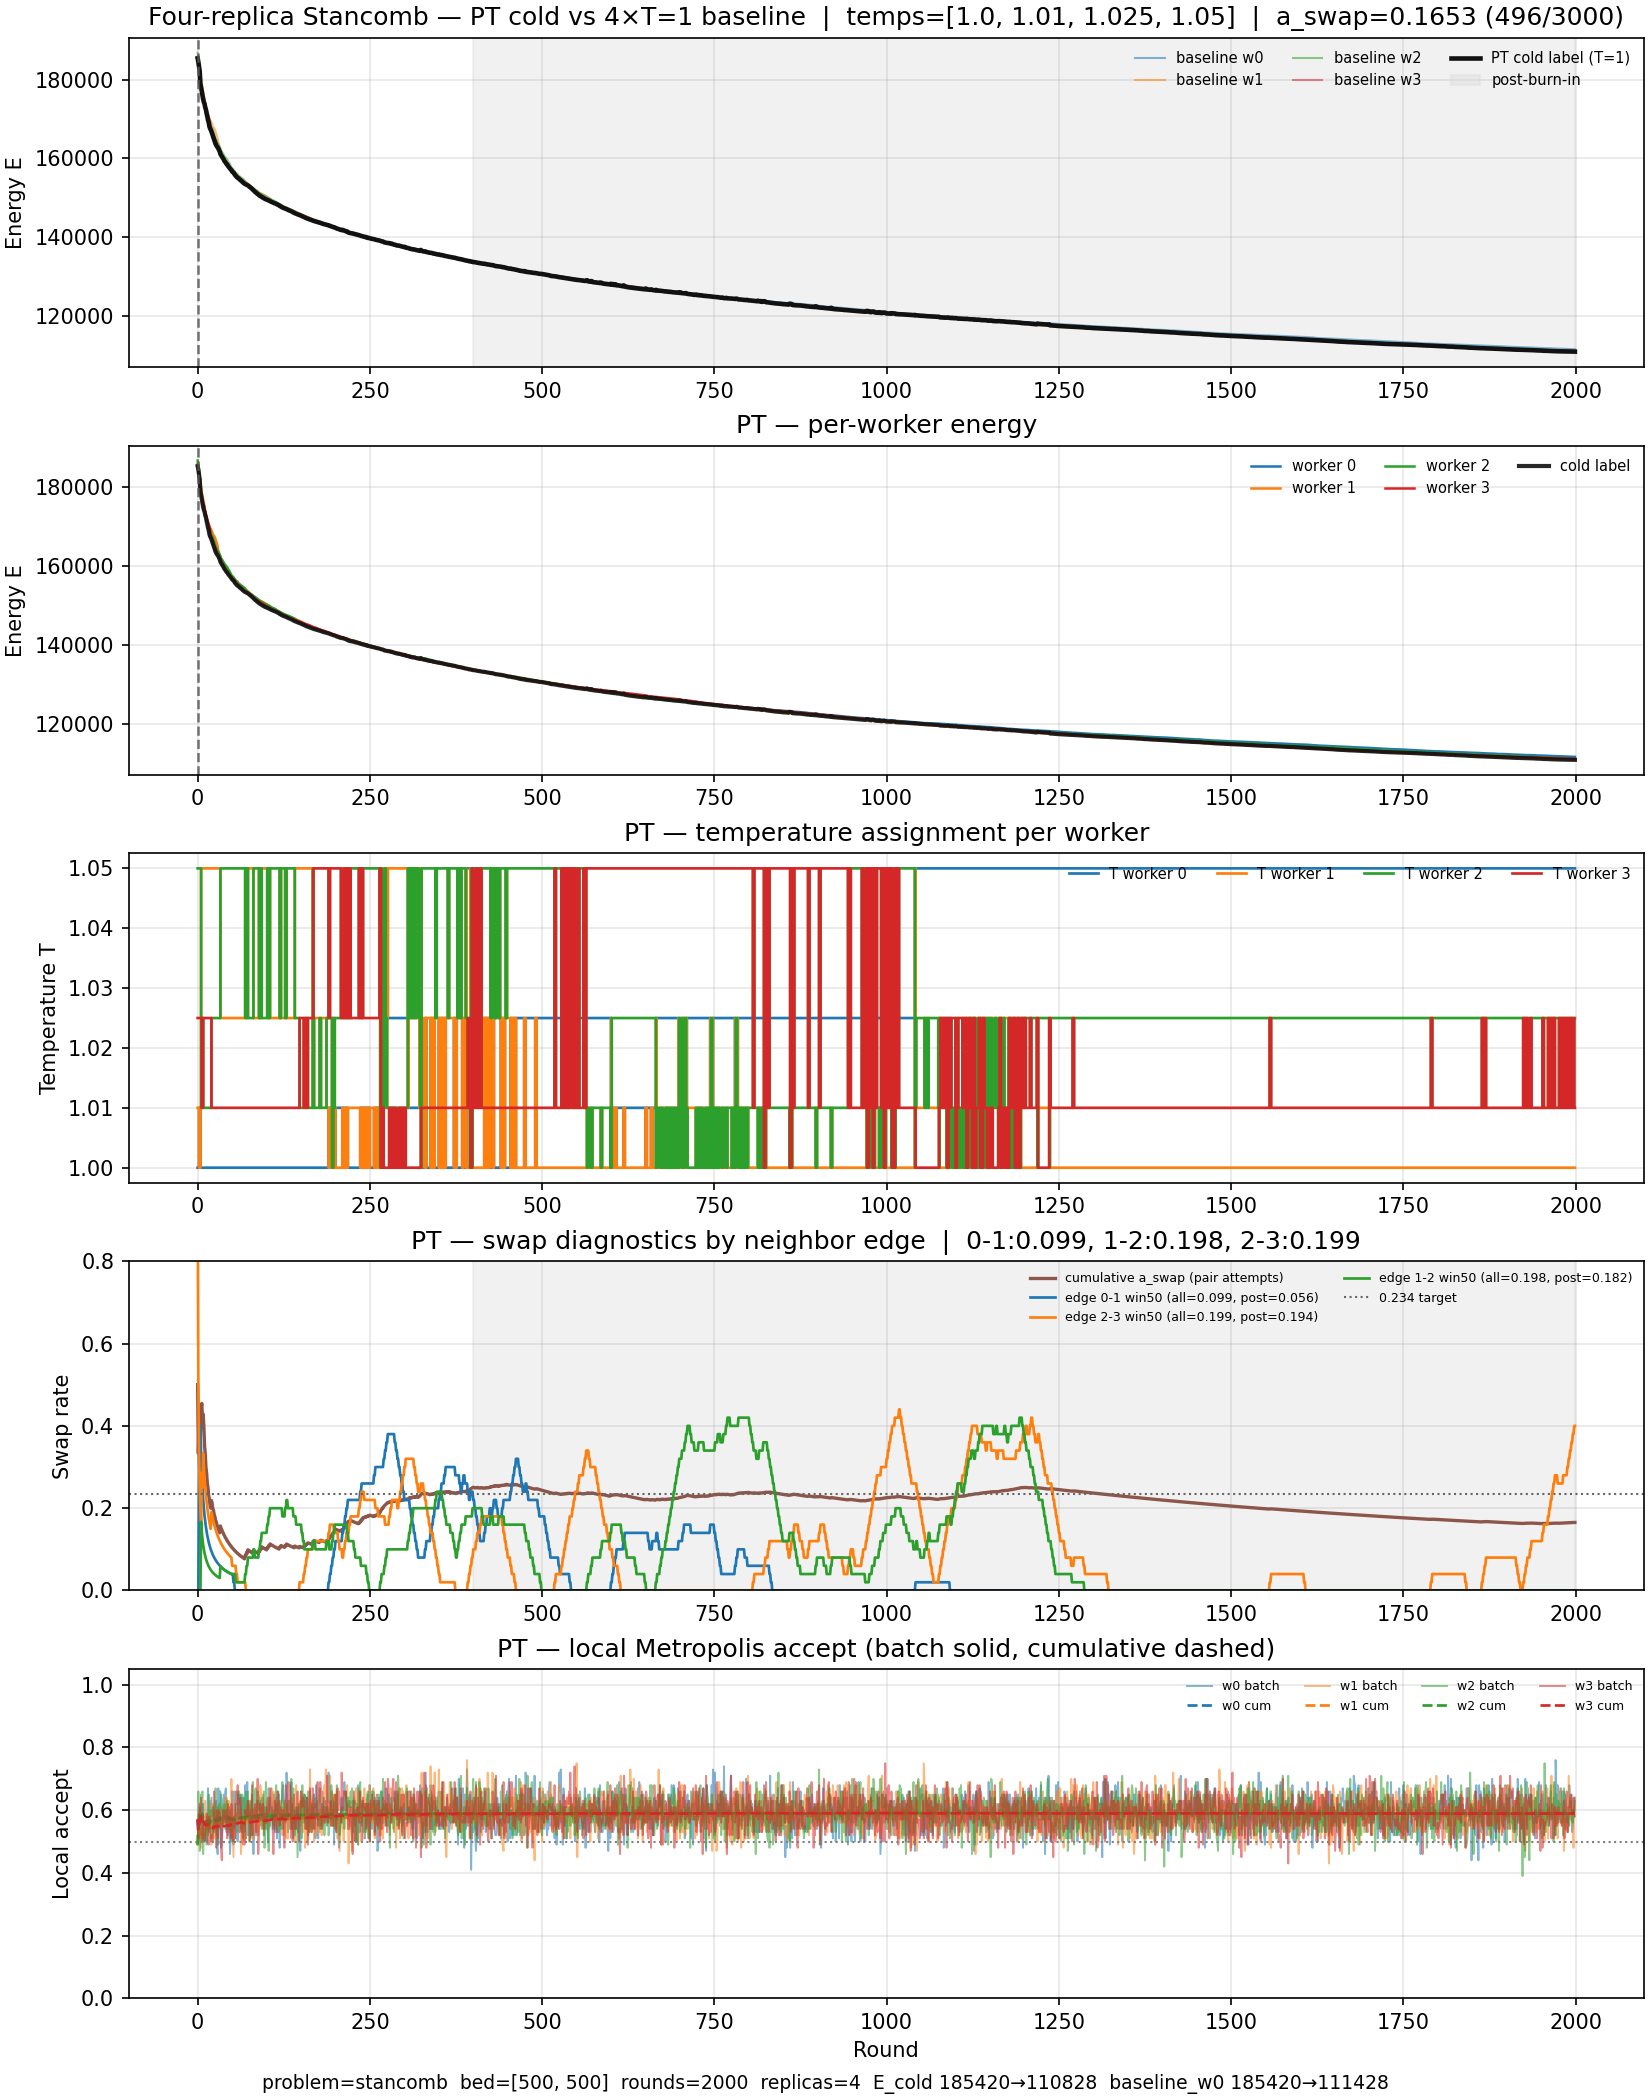 Four-replica Stancomb — PT cold vs 4×T=1 baseline | temps=[1.0, 1.01, 1.025, 1.05] | a_swap=0.1653 (496/3000)
baseline w0
baseline w1
baseline w2
baseline w3
PT cold label (T=1)
post-burn-in
Energy E
180000
160000
140000
120000
0 250 500 750 1000 1250 1500 1750 2000
PT — per-worker energy
worker 0
worker 1
worker 2
worker 3
cold label
Energy E
180000
160000
140000
120000
0 250 500 750 1000 1250 1500 1750 2000
PT — temperature assignment per worker
T worker 0 T worker 1 T worker 2 T worker 3
Temperature T
1.05
1.04
1.03
1.02
1.01
1.00
0 250 500 750 1000 1250 1500 1750 2000
PT — swap diagnostics by neighbor edge | 0-1:0.099, 1-2:0.198, 2-3:0.199
cumulative a_swap (pair attempts)
edge 0-1 win50 (all=0.099, post=0.056)
edge 2-3 win50 (all=0.199, post=0.194)
edge 1-2 win50 (all=0.198, post=0.182)
0.234 target
Swap rate
0.8
0.6
0.4
0.2
0.0
0 250 500 750 1000 1250 1500 1750 2000
PT — local Metropolis accept (batch solid, cumulative dashed)
w0 batch
w0 cum
w1 batch
w1 cum
w2 batch
w2 cum
w3 batch
w3 cum
Local accept
1.0
0.8
0.6
0.4
0.2
0.0
0 250 500 750 1000 1250 1500 1750 2000
Round
problem=stancomb bed=[500, 500] rounds=2000 replicas=4 E_cold 185420→110828 baseline_w0 185420→111428